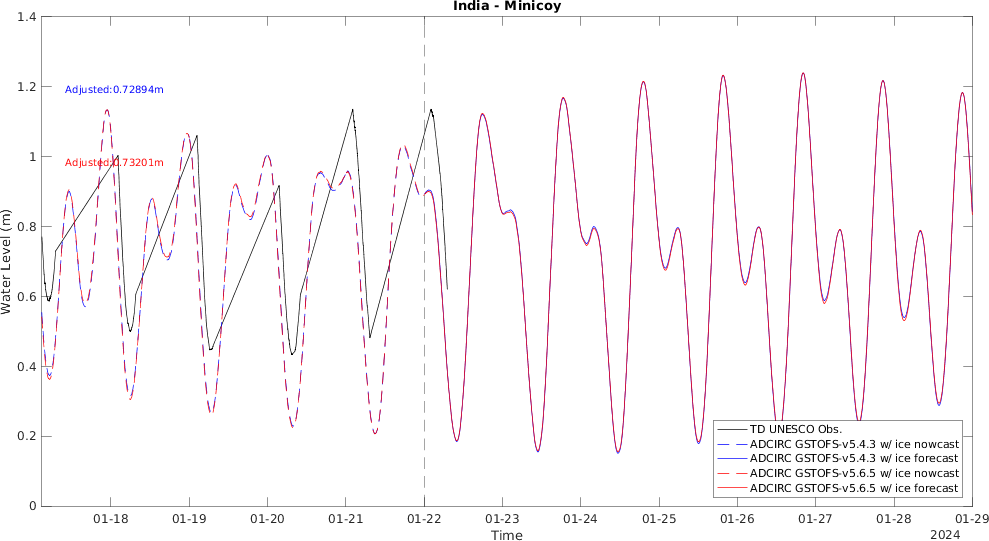 India - Minicoy
1.4
1.2
1
0.8
0.6
0.4
0.2
0
Water Level (m)
Adjusted:0.72894m
Adjusted:0.73201m
TD UNESCO Obs.
ADCIRC GSTOFS-v5.4.3 w/ ice nowcast
ADCIRC GSTOFS-v5.4.3 w/ ice forecast
ADCIRC GSTOFS-v5.6.5 w/ ice nowcast
ADCIRC GSTOFS-v5.6.5 w/ ice forecast
01-18 01-19 01-20 01-21 01-22 01-23 01-24 01-25 01-26 01-27 01-28 01-29
Time
2024